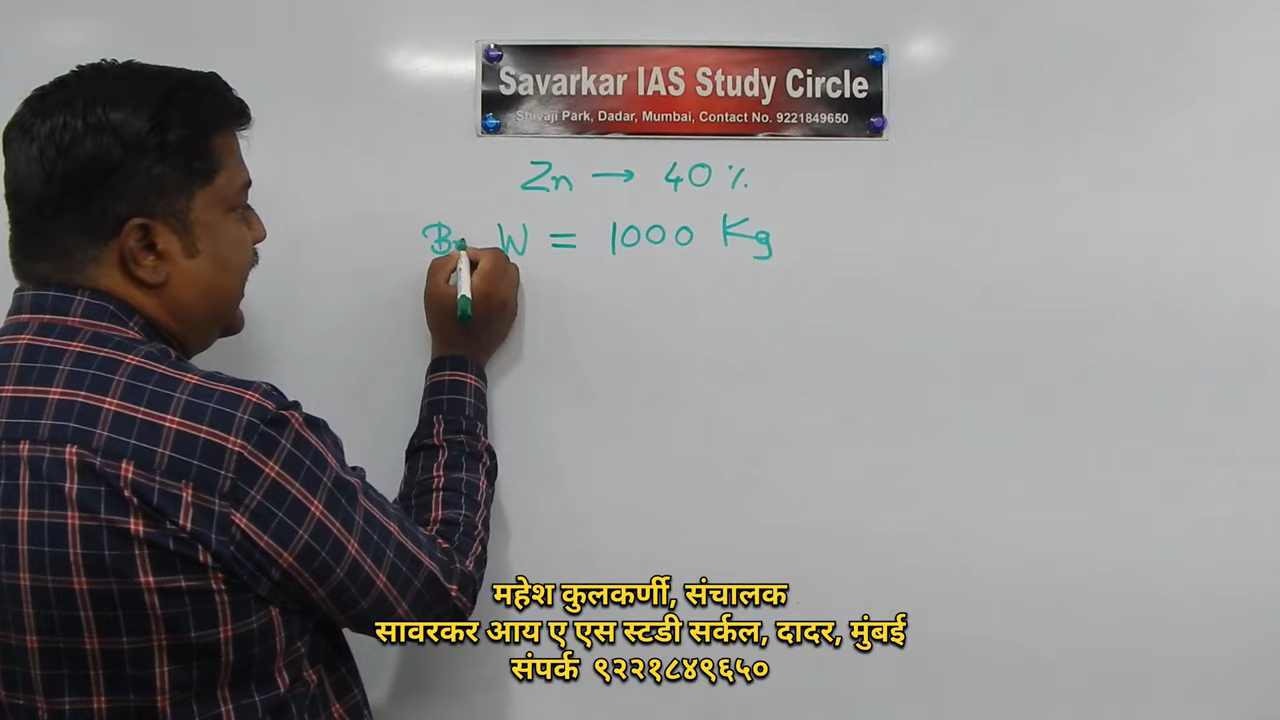 Savarkar IAS Study Circle
Shivaji Park, Dadar, Mumbai, Contact No. 9221849650
Zn → 40 %
W = 1000 Kg
महेश कुलकर्णी, संचालक
सावरकर आय ए एस स्टडी सर्कल, दादर, मुंबई
संपर्क ९२२१८४९६५०